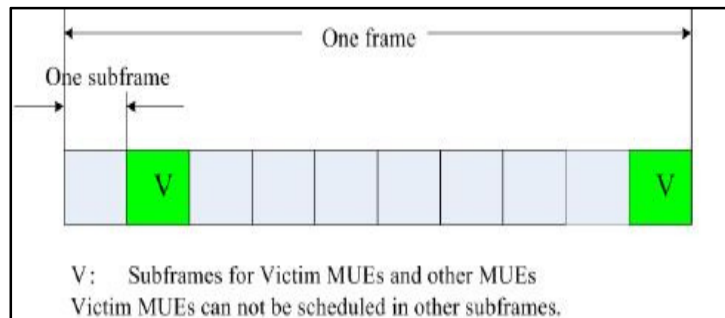 One frame
One subframe
V
V
V: Subframes for Victim MUEs and other MUEs
Victim MUEs can not be scheduled in other subframes.